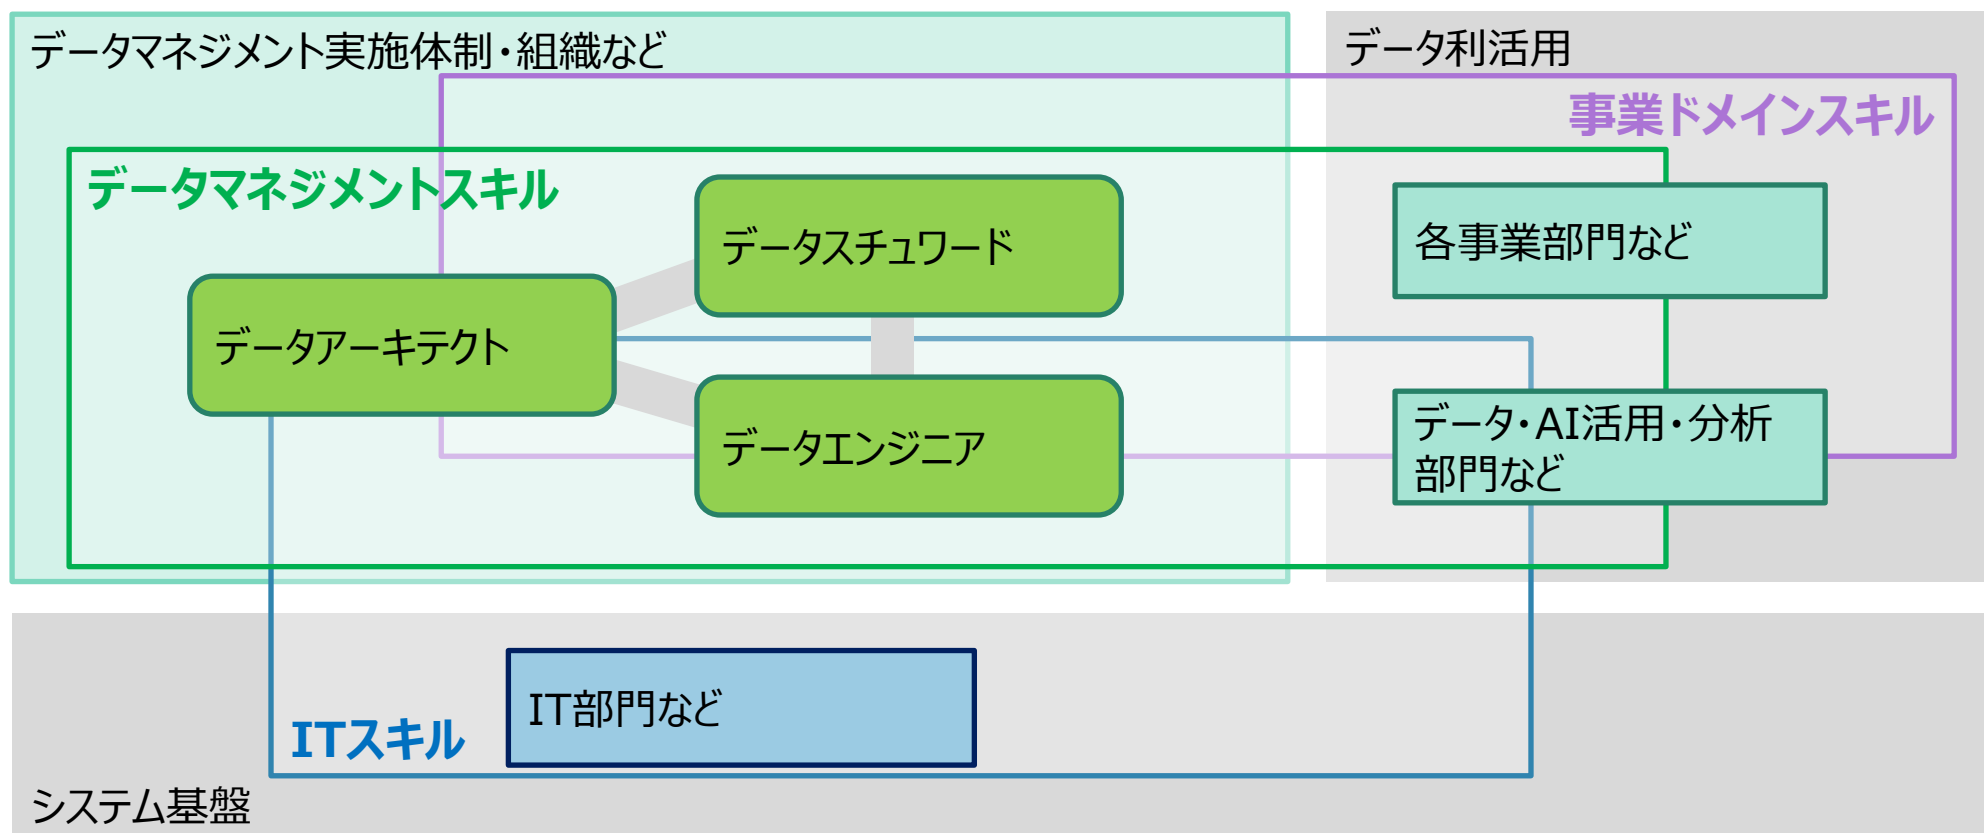 データマネジメント実施体制・組織など
データ利活用
事業ドメインスキル
データマネジメントスキル
データスチュワード
各事業部門など
データアーキテクト
データエンジニア
データ・AI活用・分析
部門など
IT部門など
ITスキル
システム基盤